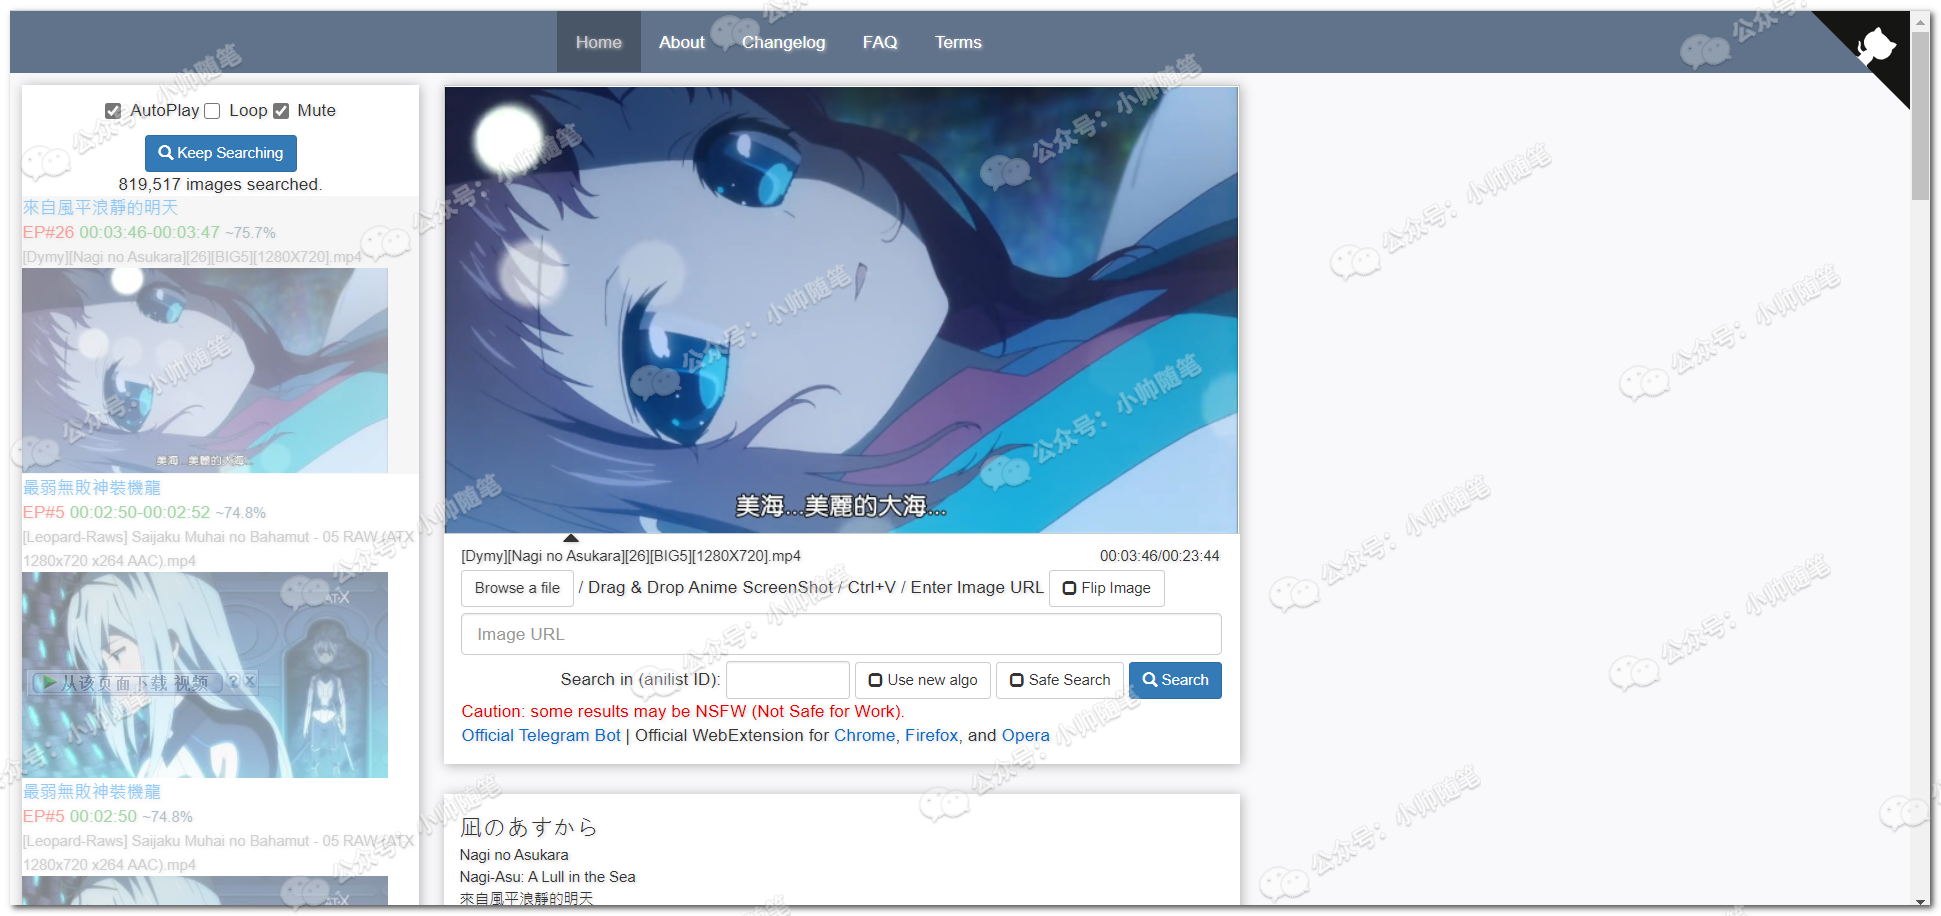 Home About Changelog FAQ Terms
AutoPlay Loop Mute
Keep Searching
819,517 images searched.
來自風平浪靜的明天
EP#26 00:03:46-00:03:47 ~75.7%
[Dymy][Nagi no Asukara][26][BIG5][1280X720].mp4
美海...美麗的大海...
最弱無敗神裝機龍
EP#5 00:02:50-00:02:52 ~74.8%
[Leopard-Raws] Saijaku Muhai no Bahamut - 05 RAW (ATX
1280x720 x264 AAC).mp4
AT-X
从该页面下载 视频 ? X
最弱無敗神裝機龍
EP#5 00:02:50 ~74.8%
[Leopard-Raws] Saijaku Muhai no Bahamut - 05 RAW (ATX
1280x720 x264 AAC).mp4
AT-X
美海...美麗的大海...
[Dymy][Nagi no Asukara][26][BIG5][1280X720].mp4 00:03:46/00:23:44
Browse a file / Drag & Drop Anime ScreenShot / Ctrl+V / Enter Image URL Flip Image
Image URL
Search in (anilist ID): Use new algo Safe Search Search
Caution: some results may be NSFW (Not Safe for Work).
Official Telegram Bot | Official WebExtension for Chrome, Firefox, and Opera
凪のあすから
Nagi no Asukara
Nagi-Asu: A Lull in the Sea
來自風平浪靜的明天
公众号：小帅随笔